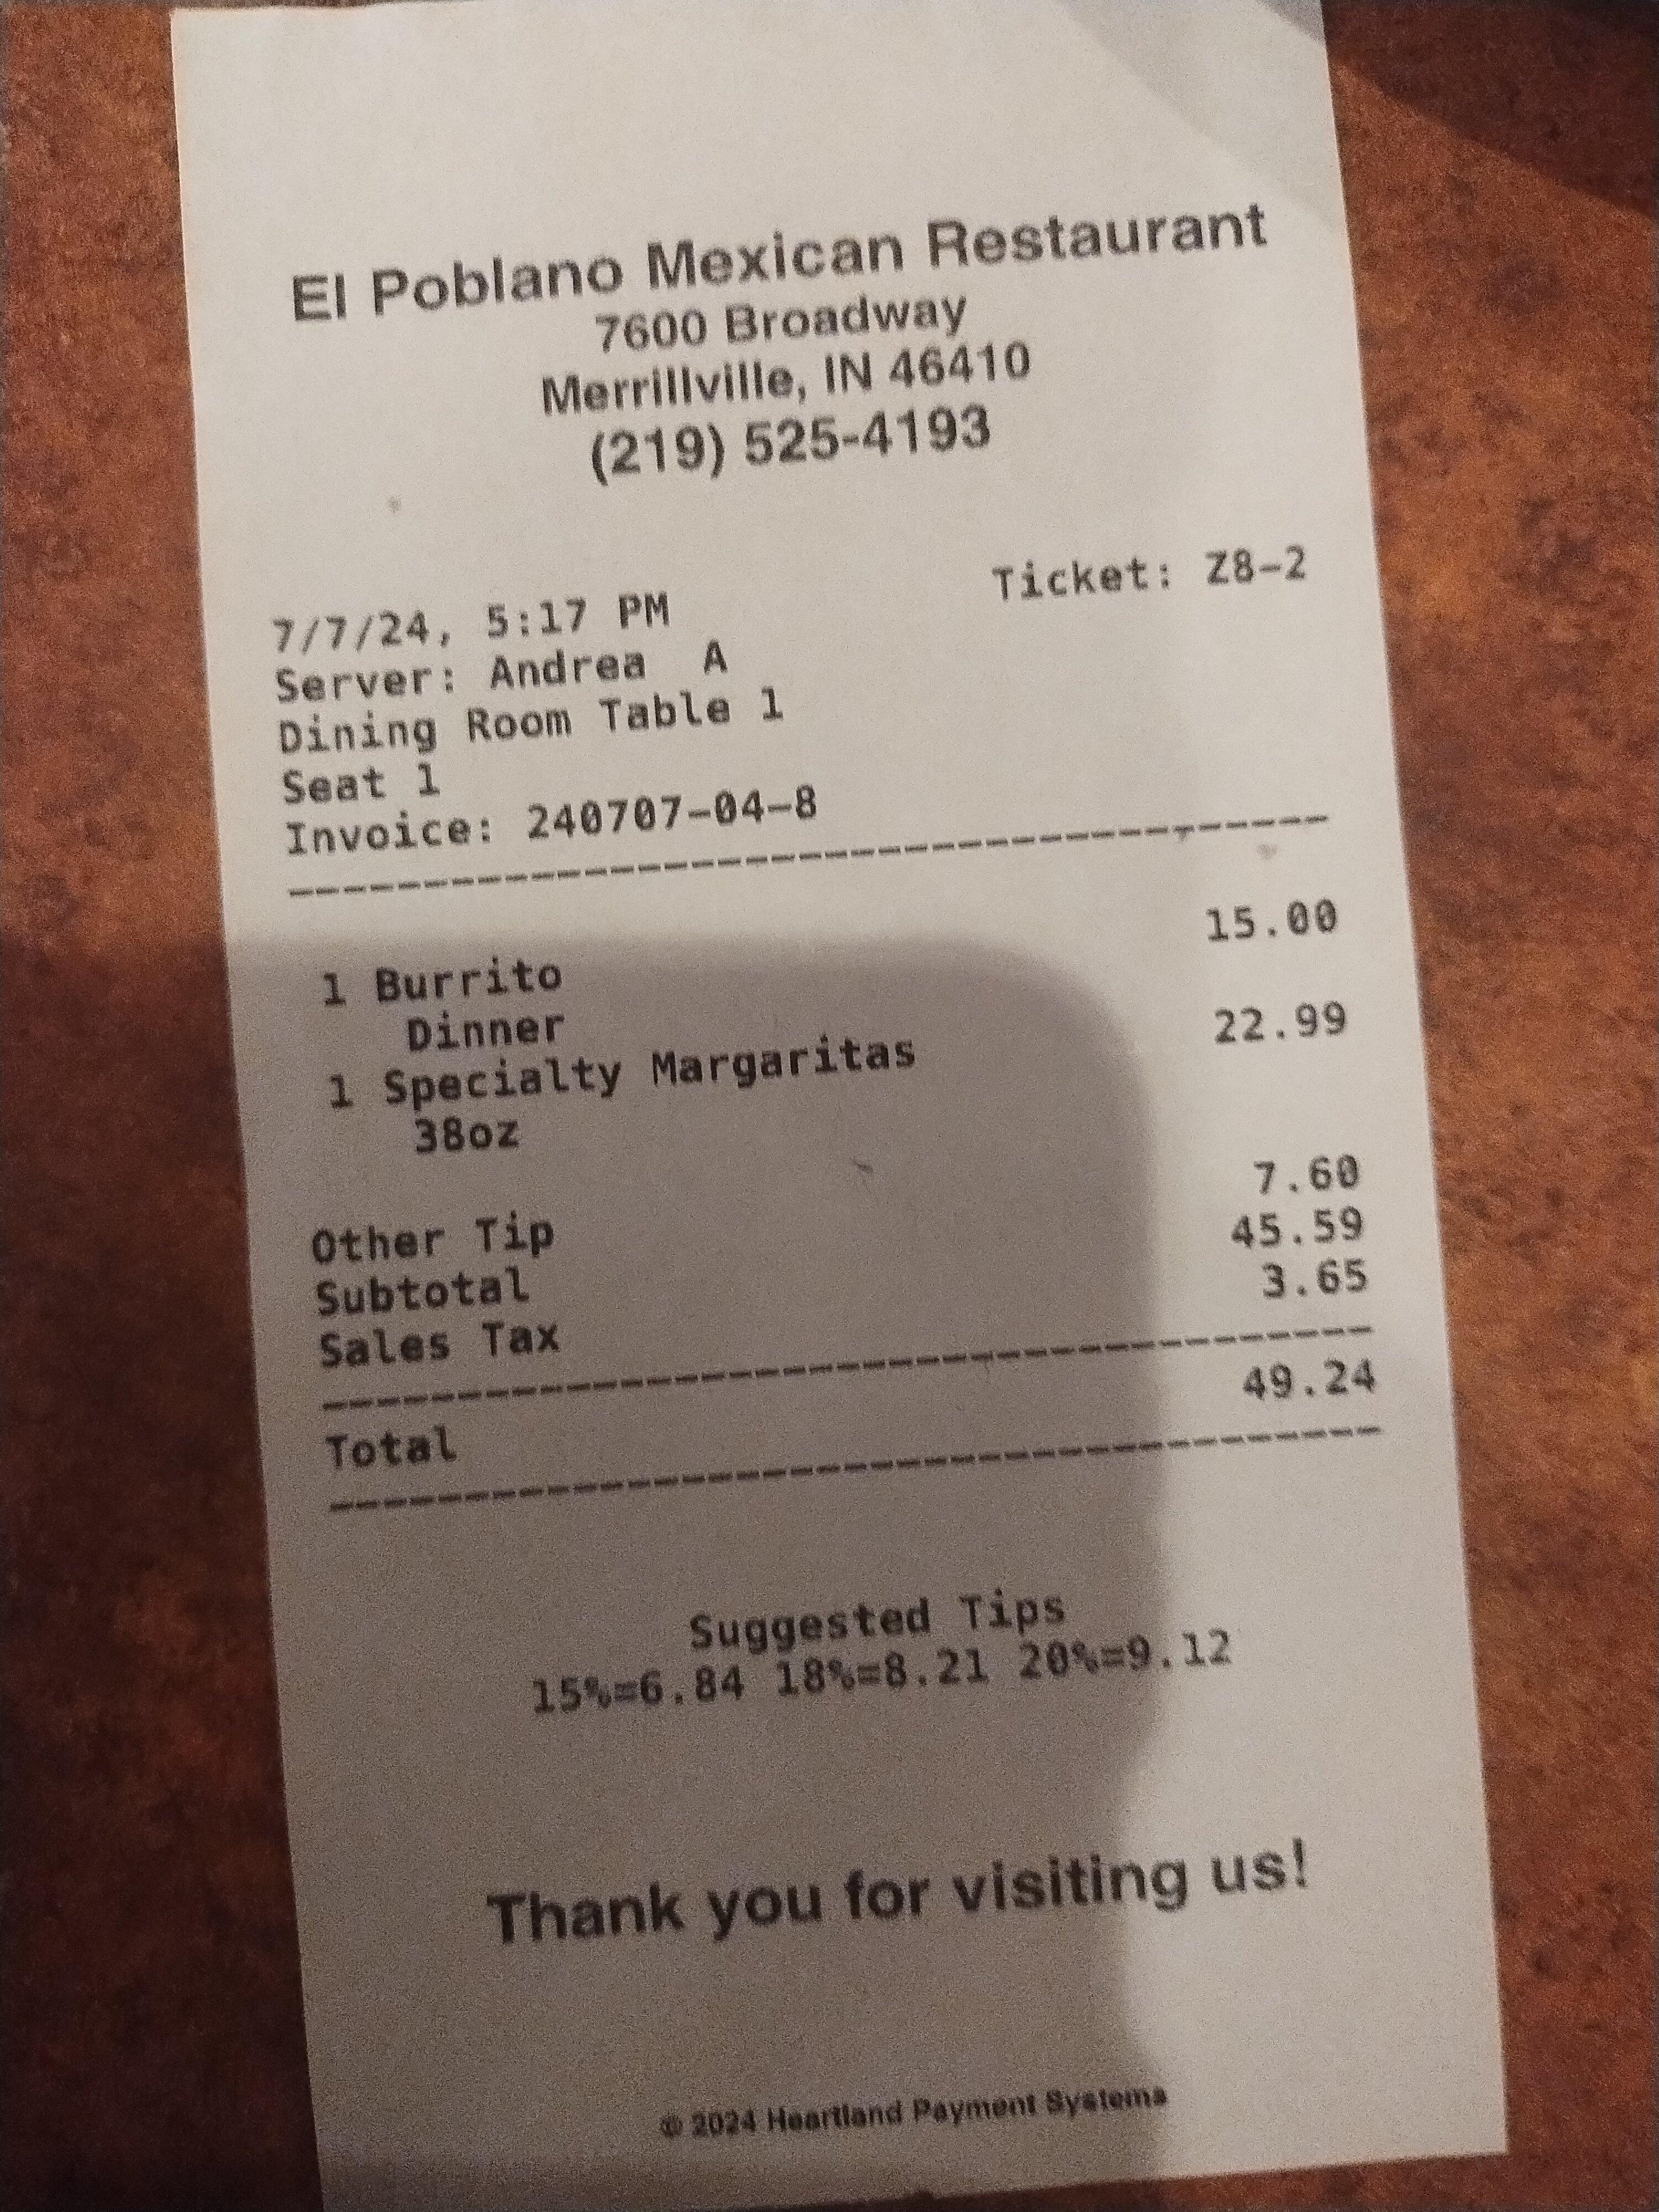 El Poblano Mexican Restaurant
7600 Broadway
Merrillville, IN 46410
(219) 525-4193
Ticket: Z8-2
7/7/24, 5:17 PM
Server: Andrea A
Dining Room Table 1
Seat 1
Invoice: 240707-04-8
1 Burrito 15.00
Dinner
1 Specialty Margaritas 22.99
38oz
Other Tip 7.60
Subtotal 45.59
Sales Tax 3.65
Total 49.24
Suggested Tips
15%=6.84 18%=8.21 20%=9.12
Thank you for visiting us!
© 2024 Heartland Payment Systems